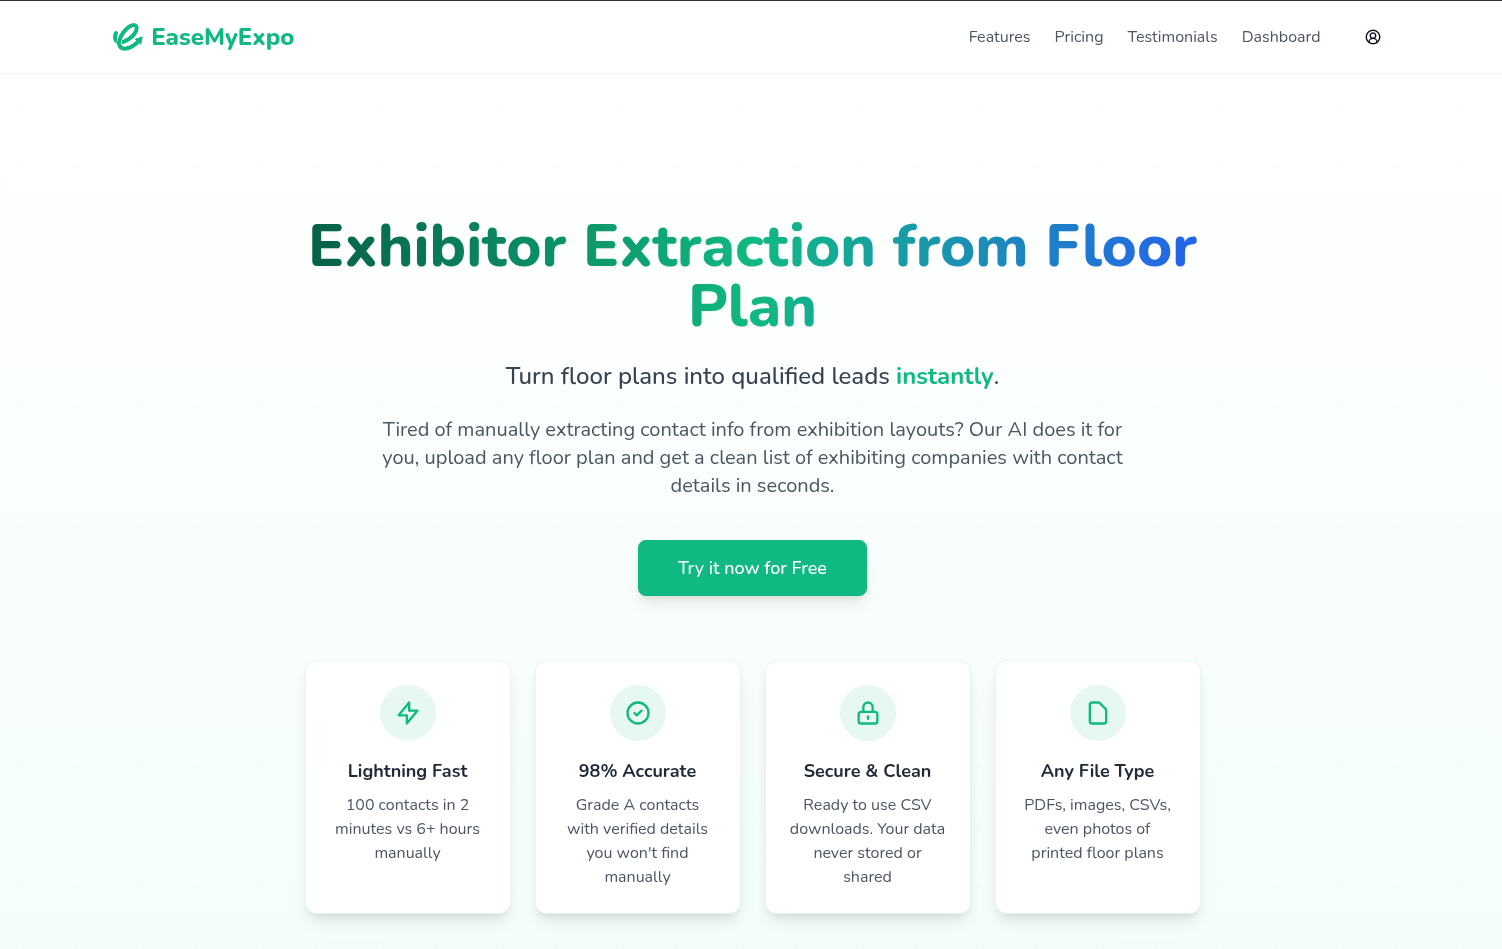 EaseMyExpo
Features
Pricing
Testimonials
Dashboard
Exhibitor Extraction from Floor
Plan
Turn floor plans into qualified leads instantly.
Tired of manually extracting contact info from exhibition layouts? Our AI does it for
you, upload any floor plan and get a clean list of exhibiting companies with contact
details in seconds.
Try it now for Free
Lightning Fast
100 contacts in 2
minutes vs 6+ hours
manually
98% Accurate
Grade A contacts
with verified details
you won't find
manually
Secure & Clean
Ready to use CSV
downloads. Your data
never stored or
shared
Any File Type
PDFs, images, CSVs,
even photos of
printed floor plans